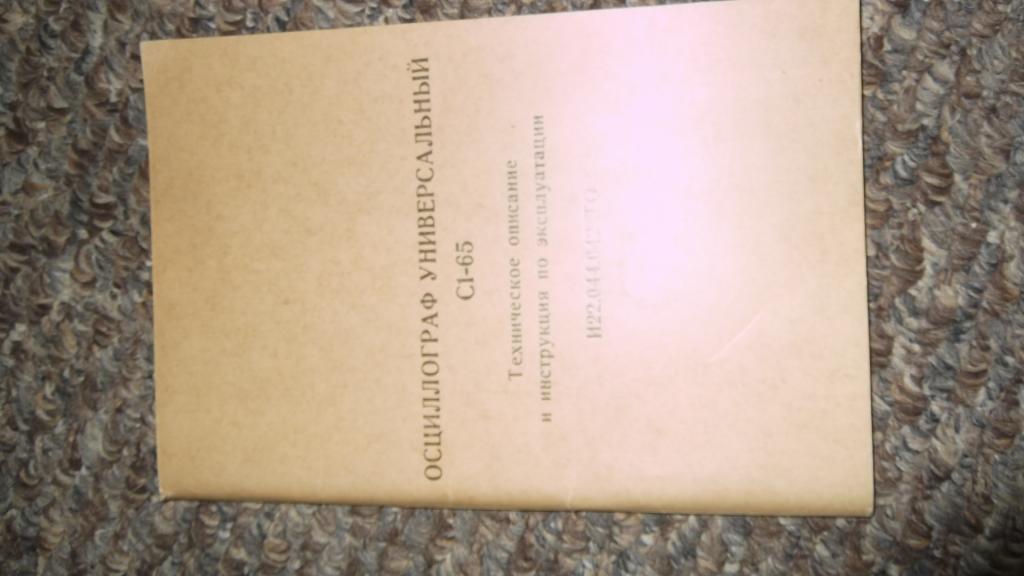 ОСЦИЛЛОГРАФ УНИВЕРСАЛЬНЫЙ
С1-65
Техническое описание
и инструкция по эксплуатации